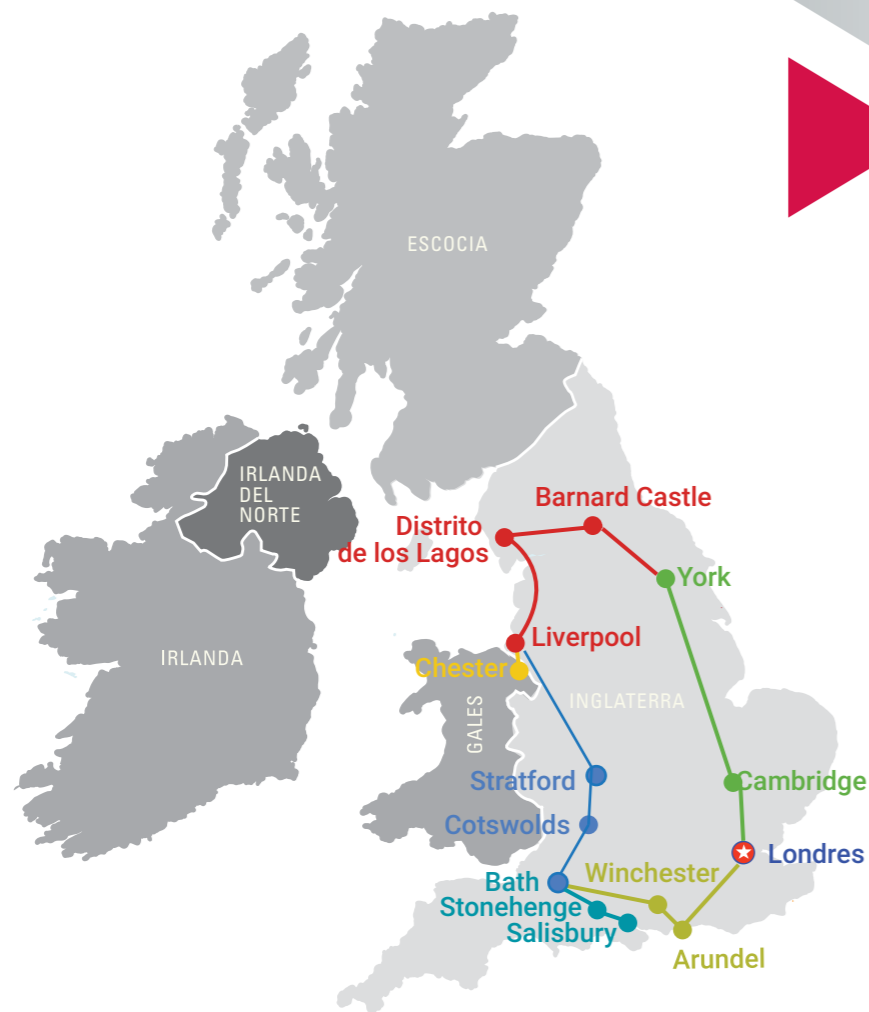 ESCOCIA
IRLANDA
DEL
NORTE
Barnard Castle
Distrito
de los Lagos
York
Liverpool
IRLANDA
Chester
INGLATERRA
GALES
Stratford
Cambridge
Cotswolds
Londres
Winchester
Bath
Stonehenge
Salisbury
Arundel